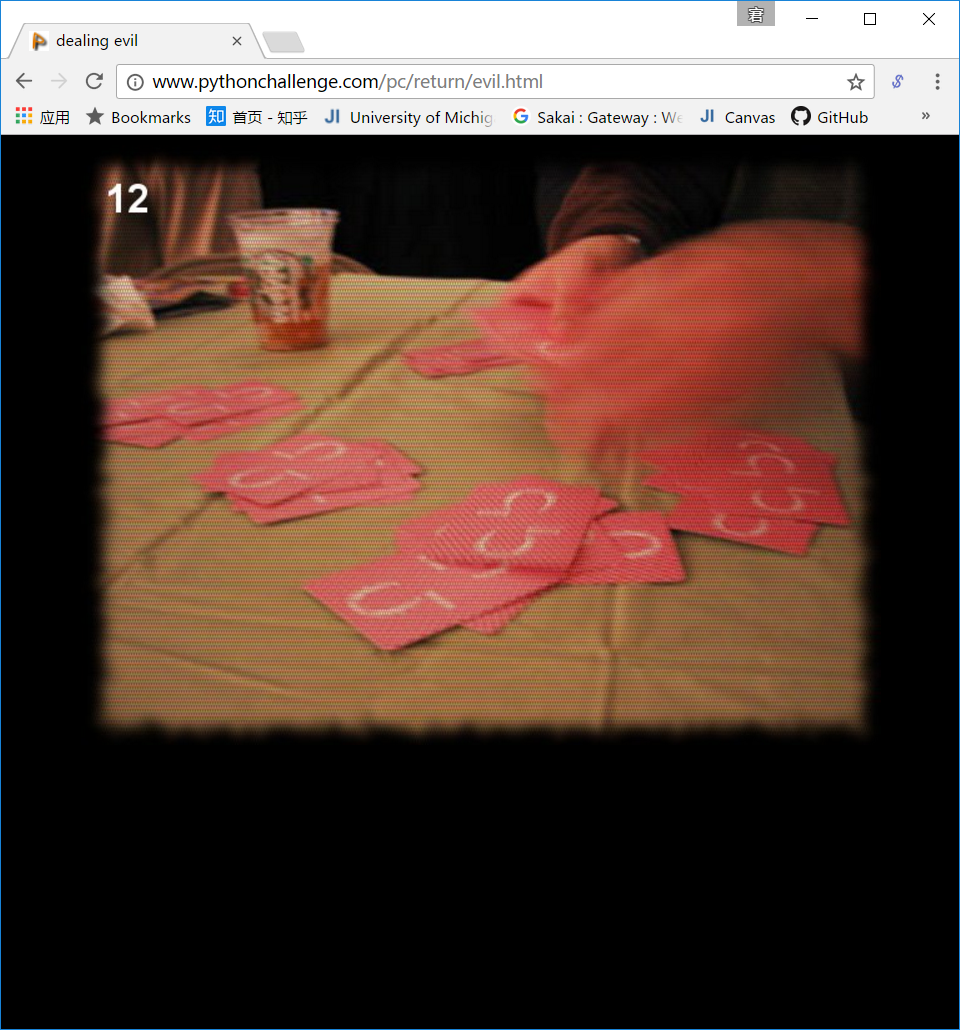 窘
dealing evil
www.pythonchallenge.com/pc/return/evil.html
应用 Bookmarks 知 首页 - 知乎 JI University of Michig Sakai : Gateway : We JI Canvas GitHub »
12